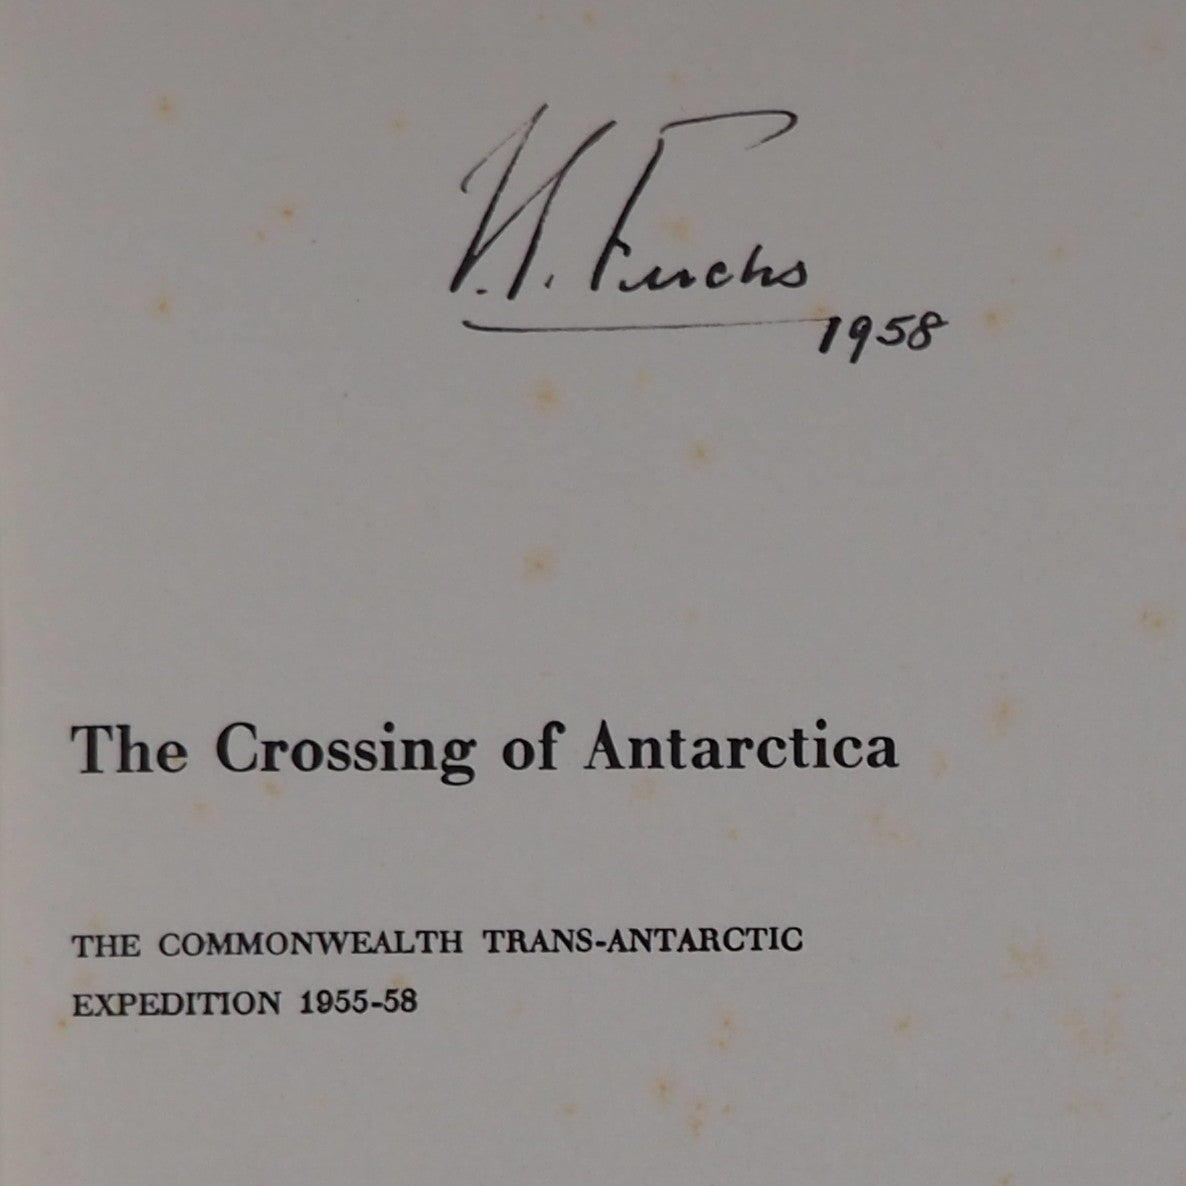 V. Fuchs
1958
The Crossing of Antarctica
THE COMMONWEALTH TRANS-ANTARCTIC
EXPEDITION 1955-58